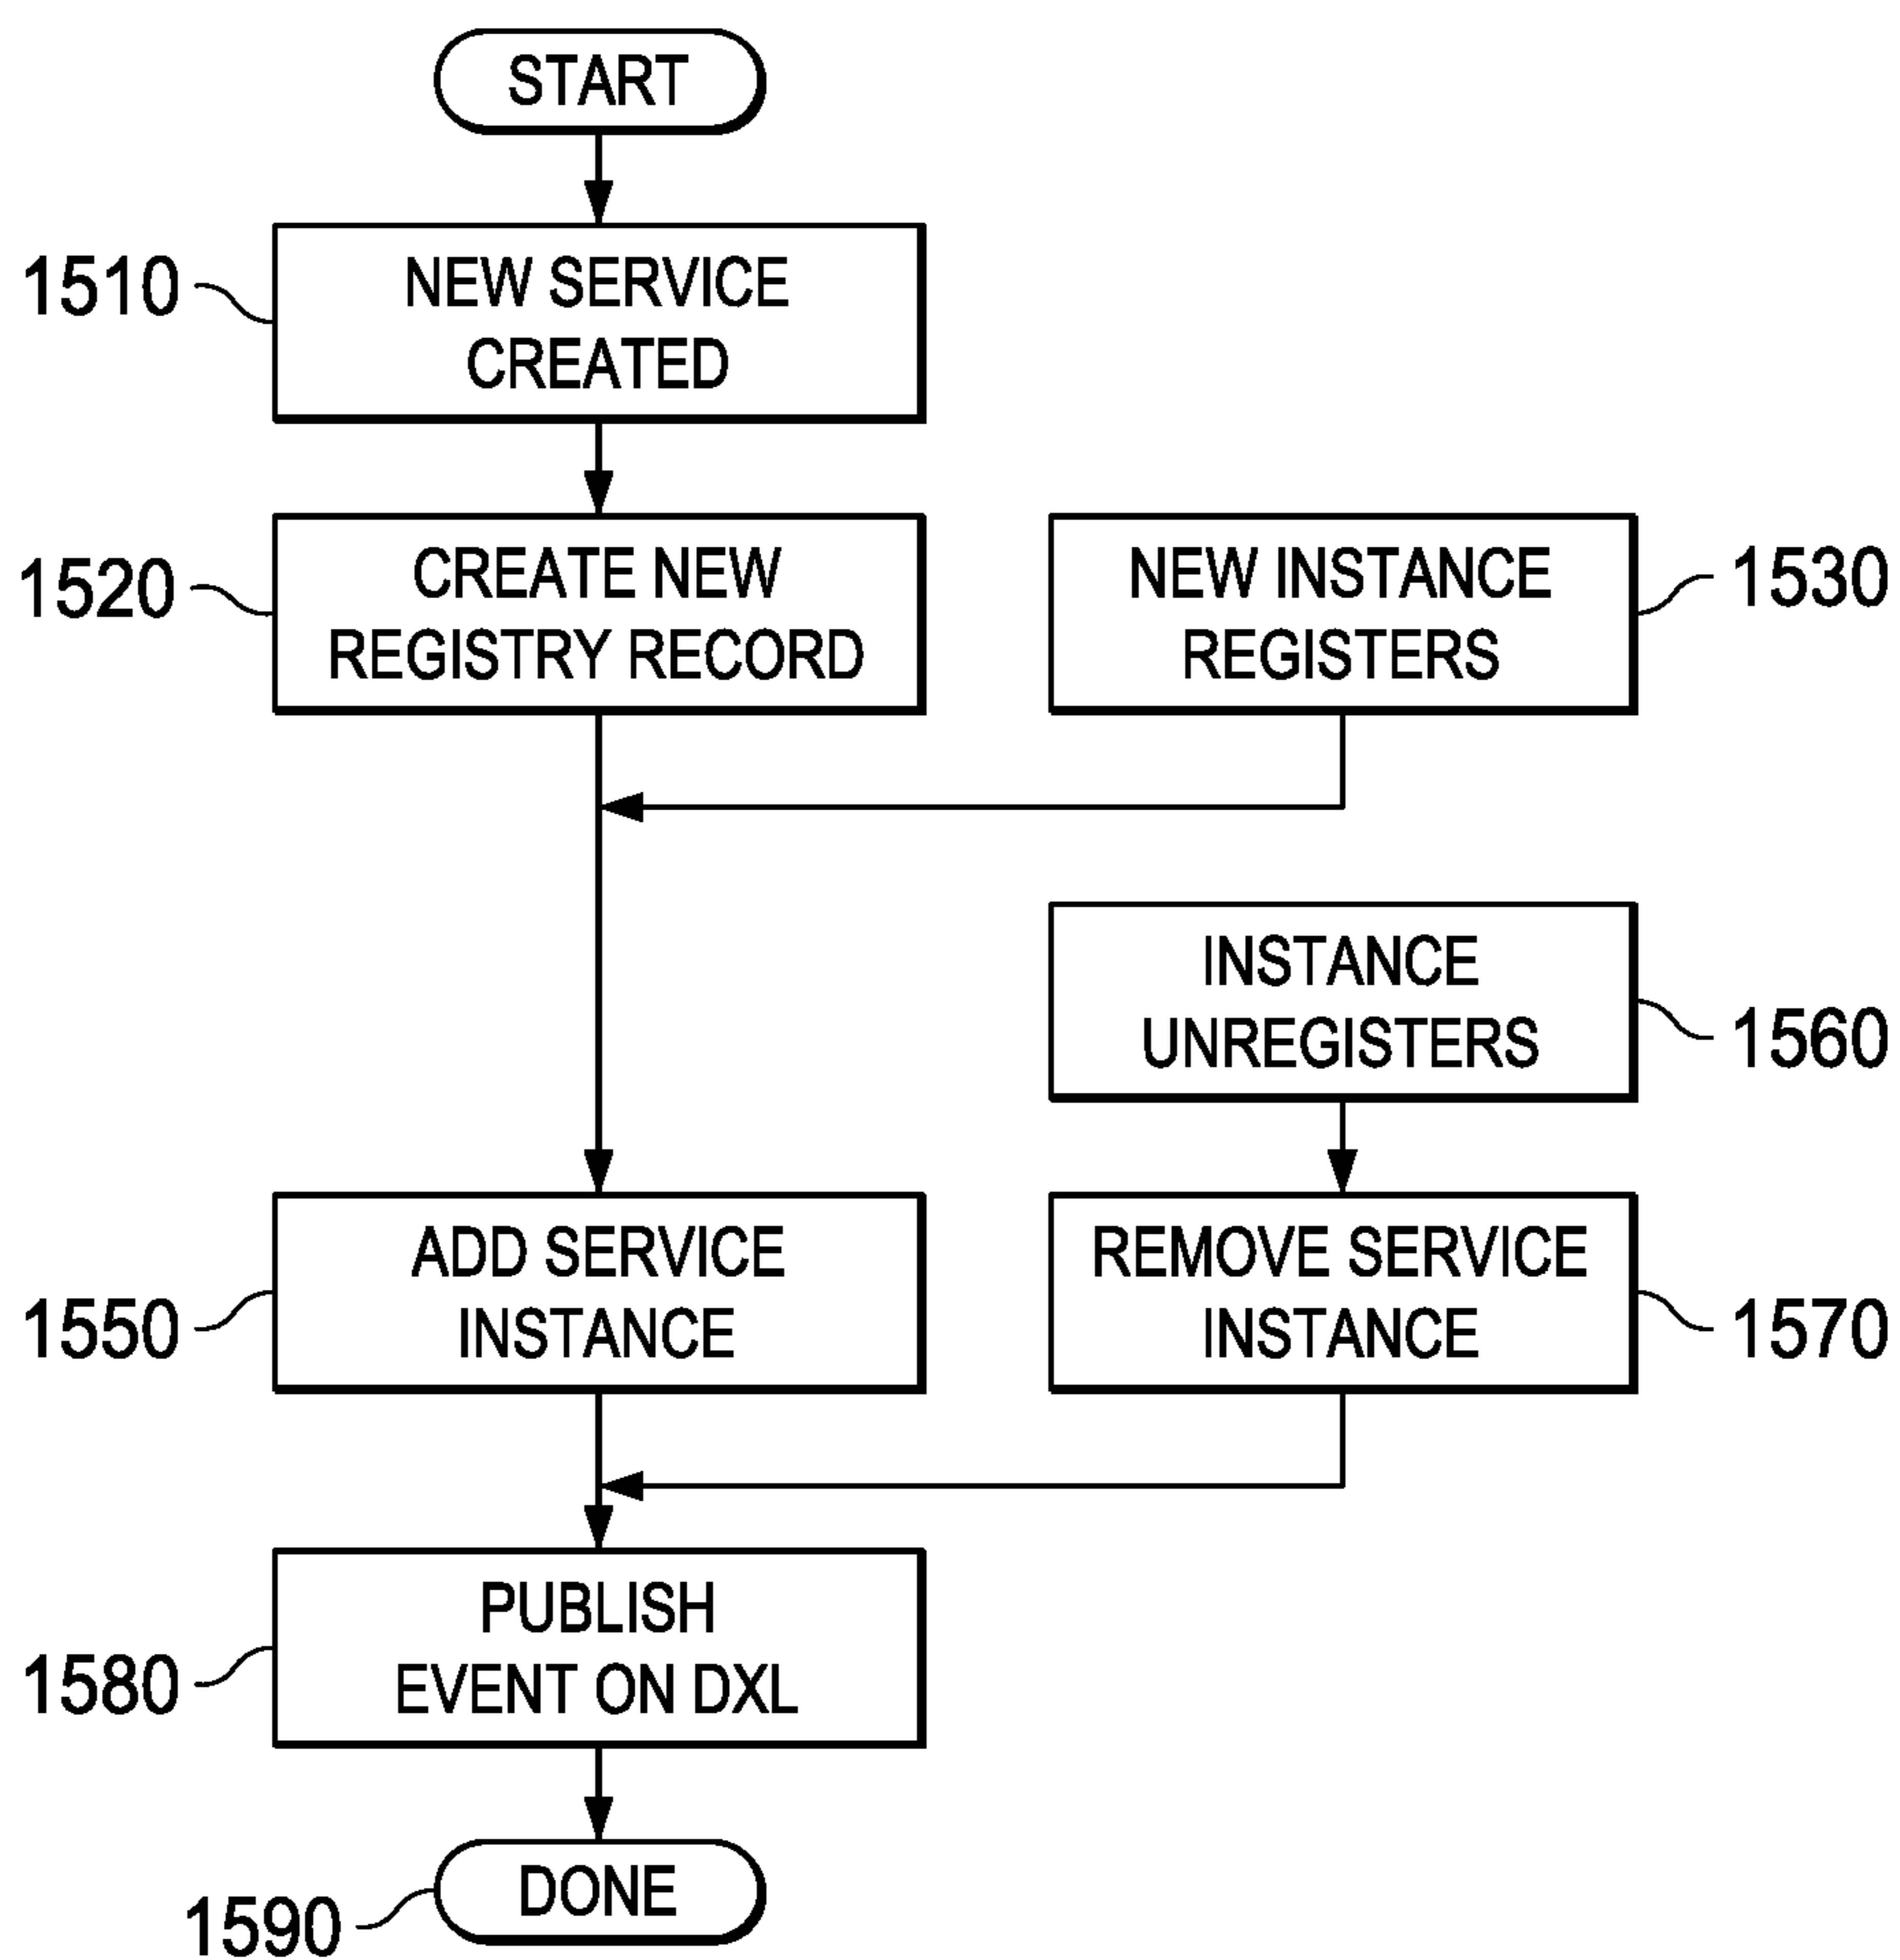 START
1510
NEW SERVICE
CREATED
1520
CREATE NEW
REGISTRY RECORD
NEW INSTANCE
REGISTERS
1530
INSTANCE
UNREGISTERS
1560
1550
ADD SERVICE
INSTANCE
REMOVE SERVICE
INSTANCE
1570
1580
PUBLISH
EVENT ON DXL
1590
DONE